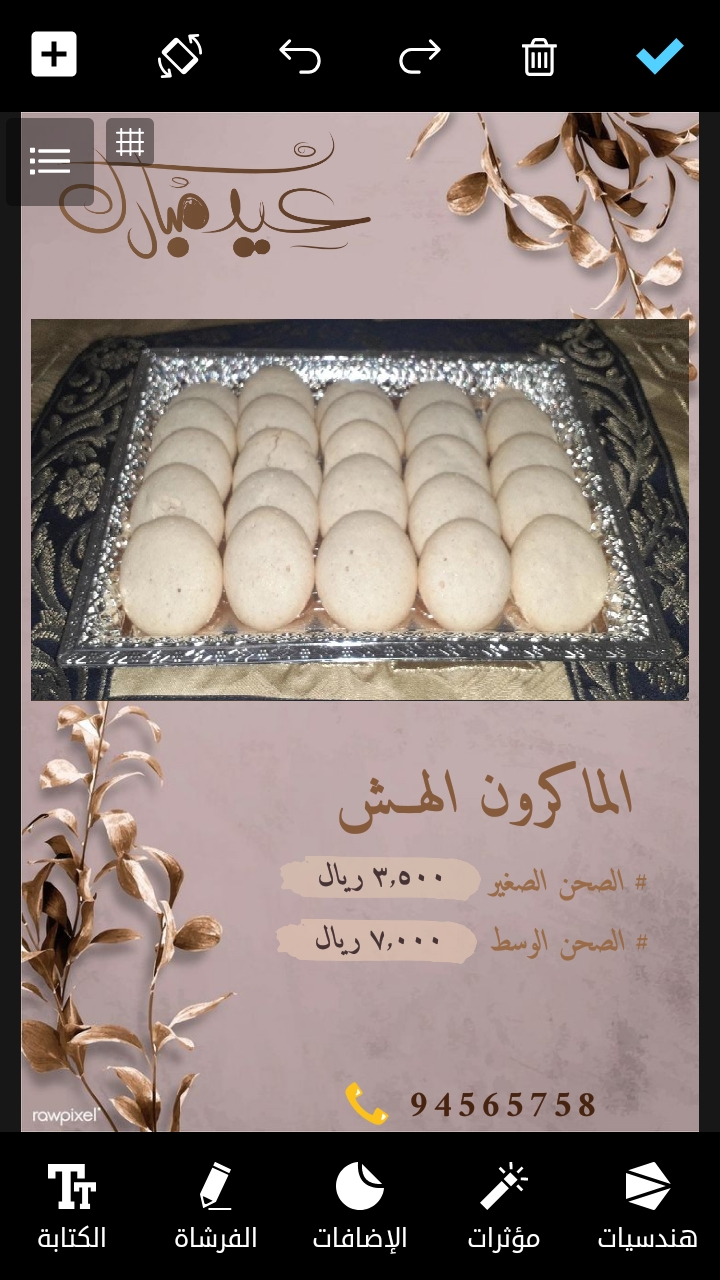 عيد مبارك
الماكرون الهش
# الصحن الصغير ٣,٥٠٠ ريال
# الصحن الوسط ٧,٠٠٠ ريال
94565758
rawpixel
هندسيات
مؤثرات
الإضافات
الفرشاة
الكتابة